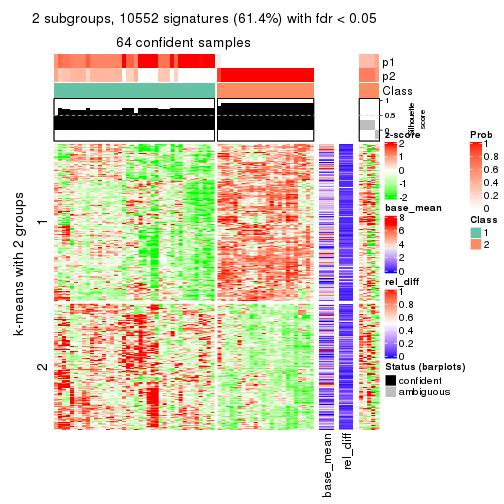 2 subgroups, 10552 signatures (61.4%) with fdr < 0.05
64 confident samples
p1
p2
Class
1
0.5
0
Silhouette
score
k-means with 2 groups
1
2
base_mean
rel_diff
z-score
2
1
0
-1
-2
base_mean
8
6
4
2
0
rel_diff
1
0.8
0.6
0.4
0.2
0
Status (barplots)
confident
ambiguous
Prob
1
0.8
0.6
0.4
0.2
0
Class
1
2